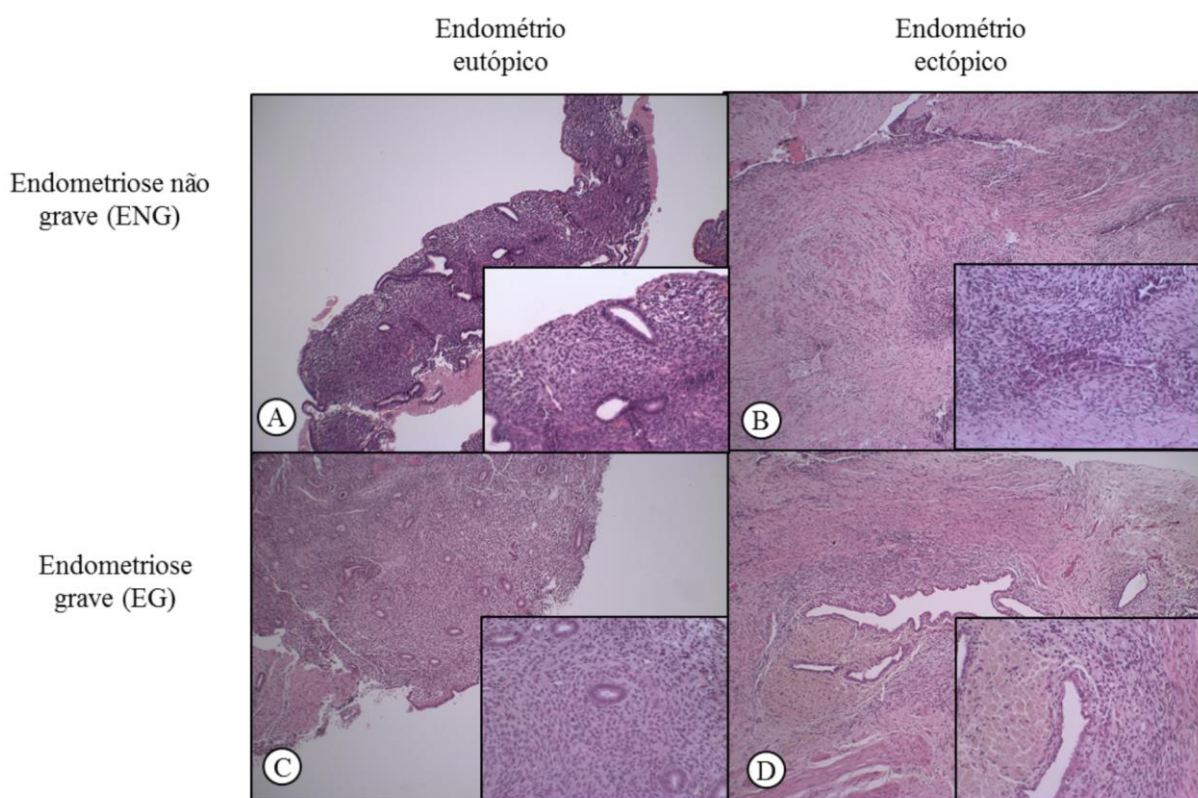 Endométrio
eutópico
Endométrio
ectópico
Endometriose não
grave (ENG)
A
B
Endometriose
grave (EG)
C
D